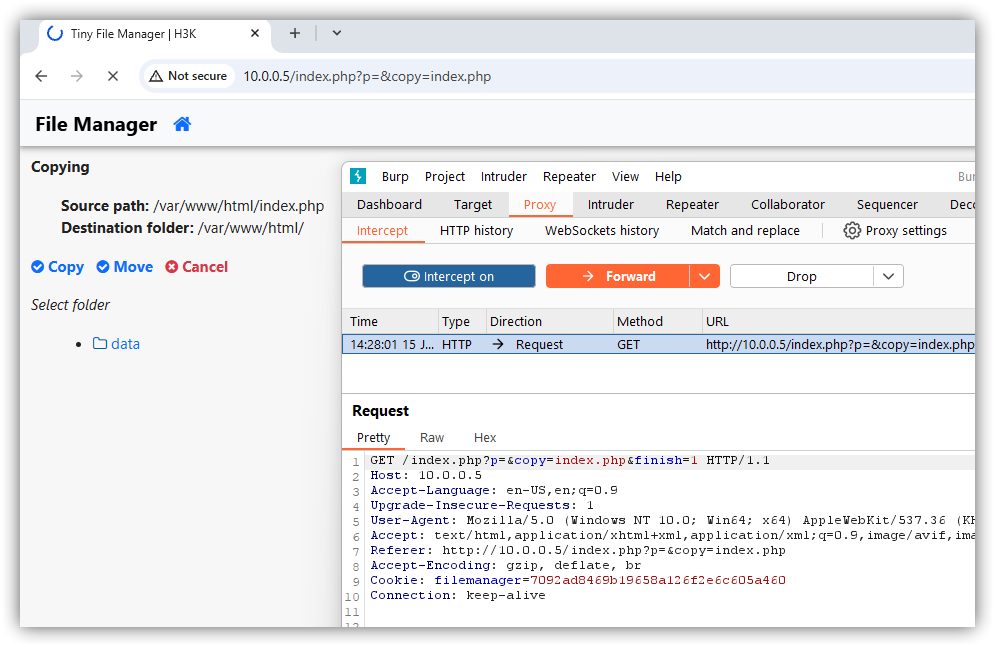 Tiny File Manager | H3K
Not secure 10.0.0.5/index.php?p=&copy=index.php
File Manager
Copying
Source path: /var/www/html/index.php
Destination folder: /var/www/html/
Copy Move Cancel
Select folder
data
Burp Project Intruder Repeater View Help
Dashboard Target Proxy Intruder Repeater Collaborator Sequencer
Intercept HTTP history WebSockets history Match and replace Proxy settings
Intercept on Forward Drop
Time Type Direction Method URL
14:28:01 15 J... HTTP Request GET http://10.0.0.5/index.php?p=&copy=index.php
Request
Pretty Raw Hex
1 GET /index.php?p=&copy=index.php&finish=1 HTTP/1.1
2 Host: 10.0.0.5
3 Accept-Language: en-US,en;q=0.9
4 Upgrade-Insecure-Requests: 1
5 User-Agent: Mozilla/5.0 (Windows NT 10.0; Win64; x64) AppleWebKit/537.36
6 Accept: text/html,application/xhtml+xml,application/xml;q=0.9,image/avif,
7 Referer: http://10.0.0.5/index.php?p=&copy=index.php
8 Accept-Encoding: gzip, deflate, br
9 Cookie: filemanager=7092ad8469b19658a126f2e6c605a460
10 Connection: keep-alive
11